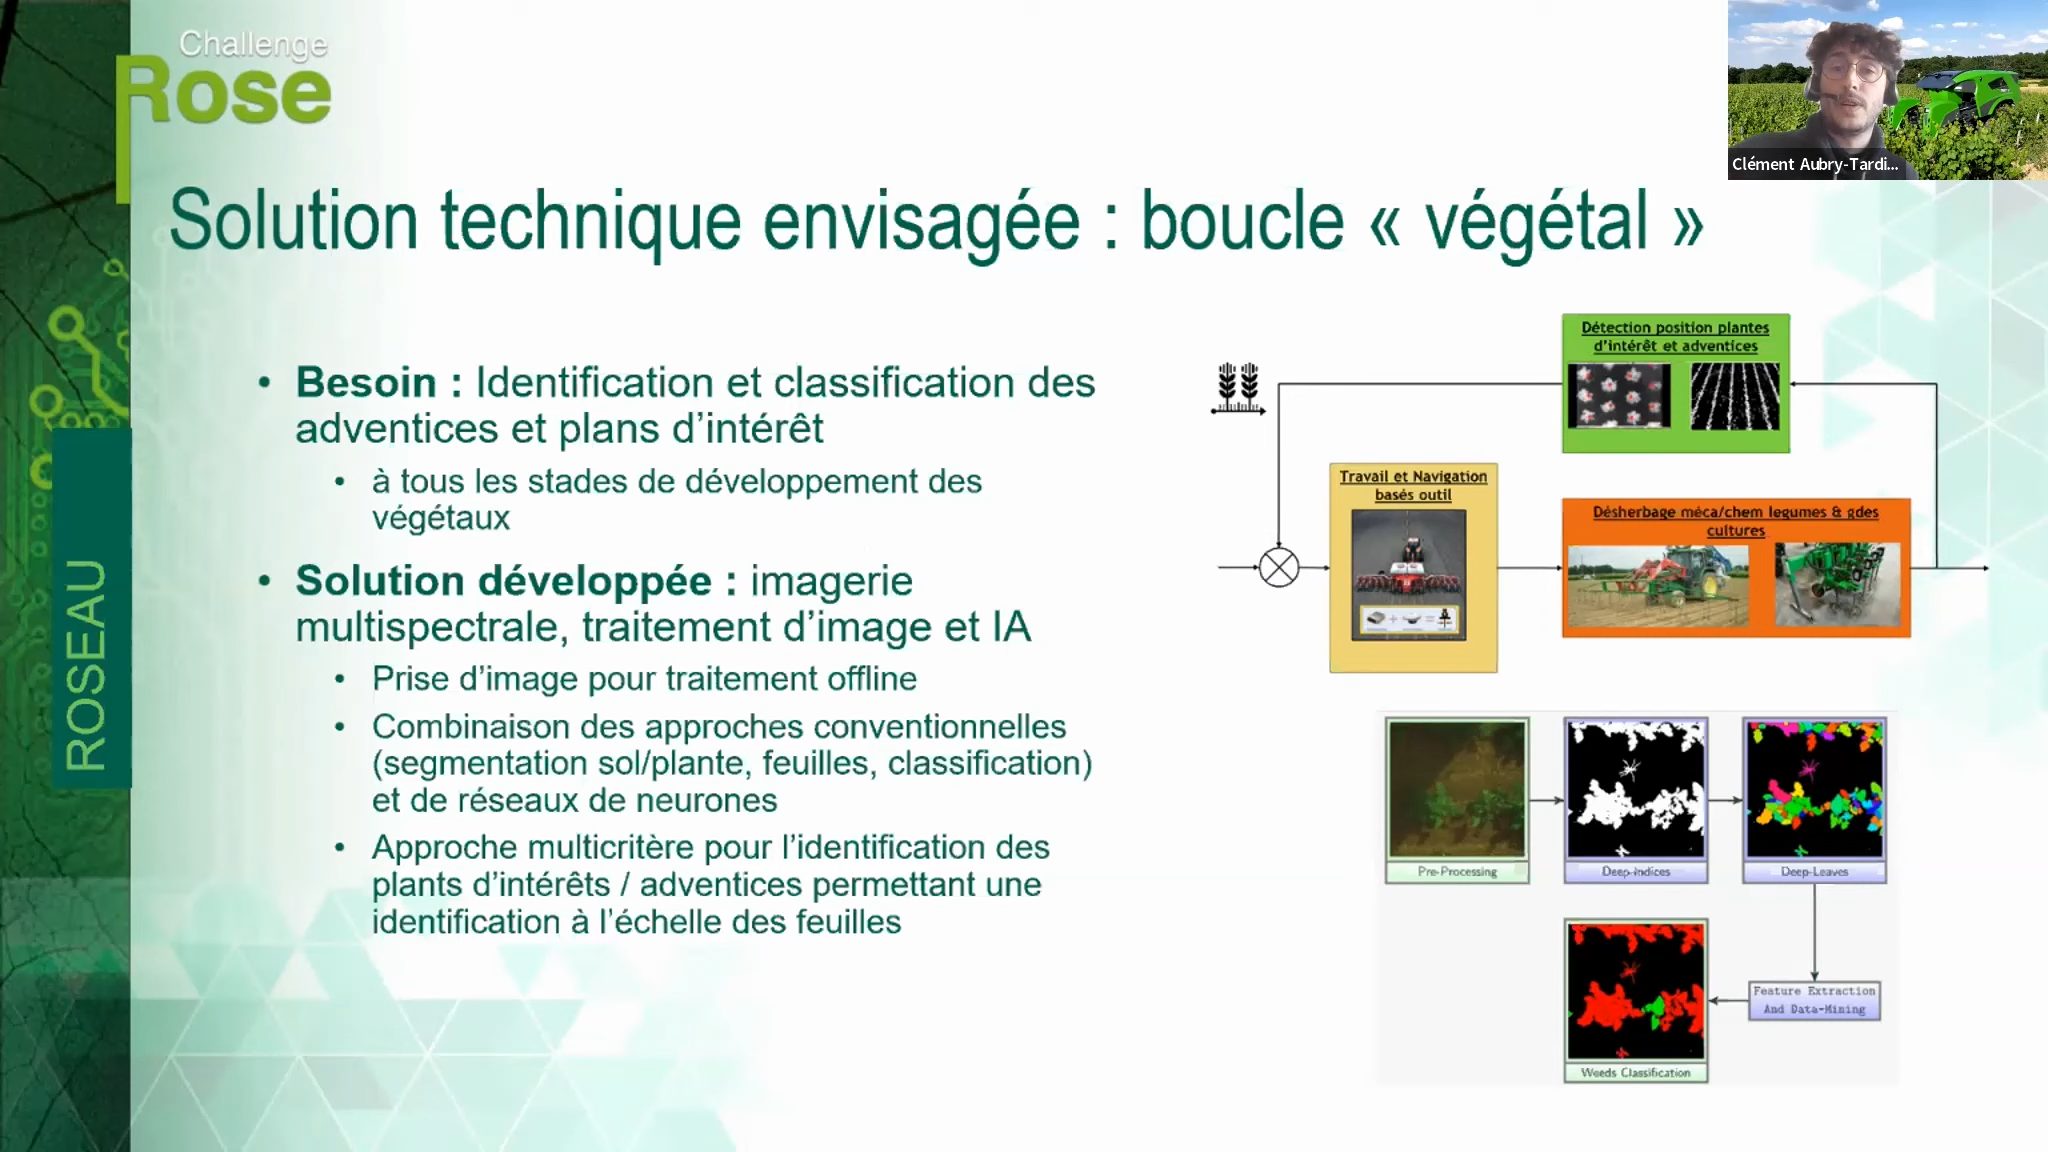 Challenge
Rose
Clément Aubry-Tardi...
Solution technique envisagée : boucle « végétal »
ROSEAU
• Besoin : Identification et classification des
adventices et plans d’intérêt
• à tous les stades de développement des
végétaux
• Solution développée : imagerie
multispectrale, traitement d’image et IA
• Prise d’image pour traitement offline
• Combinaison des approches conventionnelles
(segmentation sol/plante, feuilles, classification)
et de réseaux de neurones
• Approche multicritère pour l’identification des
plants d’intérêts / adventices permettant une
identification à l’échelle des feuilles
Détection position plantes
d’intérêt et adventices
Travail et Navigation
basés outil
Désherbage méca/chem legumes & gdes
cultures
Pre-Processing
Deep-Indices
Deep-Leaves
Feature Extraction
And Data-Mining
Weeds Classification